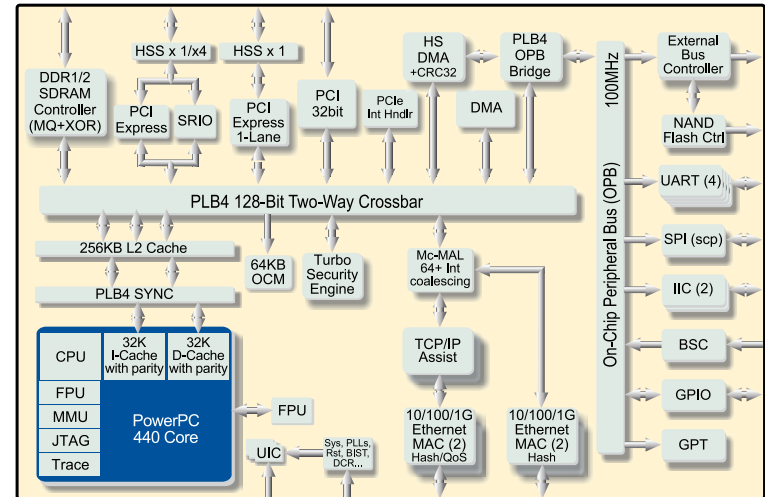 HSS x 1/x4
HSS x 1
DDR1/2
SDRAM
Controller
(MQ+XOR)
PCI
Express
SRIO
PCI
Express
1-Lane
PCI
32bit
PCIe
Int Hndlr
HS
DMA
+CRC32
PLB4
OPB
Bridge
DMA
100MHz
On-Chip Peripheral Bus (OPB)
External
Bus
Controller
NAND
Flash Ctrl
UART (4)
SPI (scp)
IIC (2)
BSC
GPIO
GPT
PLB4 128-Bit Two-Way Crossbar
256KB L2 Cache
PLB4 SYNC
64KB
OCM
Turbo
Security
Engine
Mc-MAL
64+ Int
coalescing
TCP/IP
Assist
10/100/1G
Ethernet
MAC (2)
Hash/QoS
10/100/1G
Ethernet
MAC (2)
Hash
CPU
32K
I-Cache
with parity
32K
D-Cache
with parity
FPU
MMU
JTAG
Trace
PowerPC
440 Core
FPU
UIC
Sys, PLLs,
Rst, BIST,
DCR...